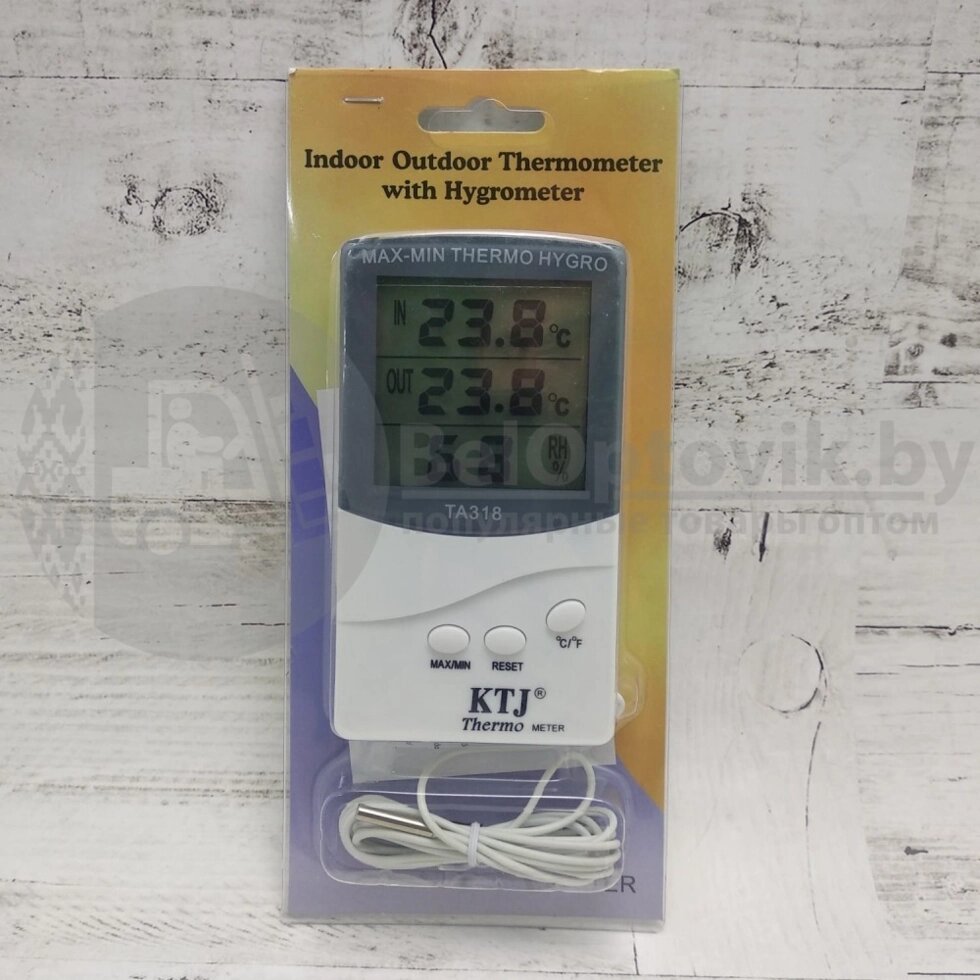 Indoor Outdoor Thermometer
with Hygrometer
MAX-MIN THERMO HYGRO
IN 23.8 °C
OUT 23.8 °C
RH
%
BelOptovik.by
TA318
популярные товары оптом
°C/°F
MAX/MIN RESET
KTJ®
Thermo METER